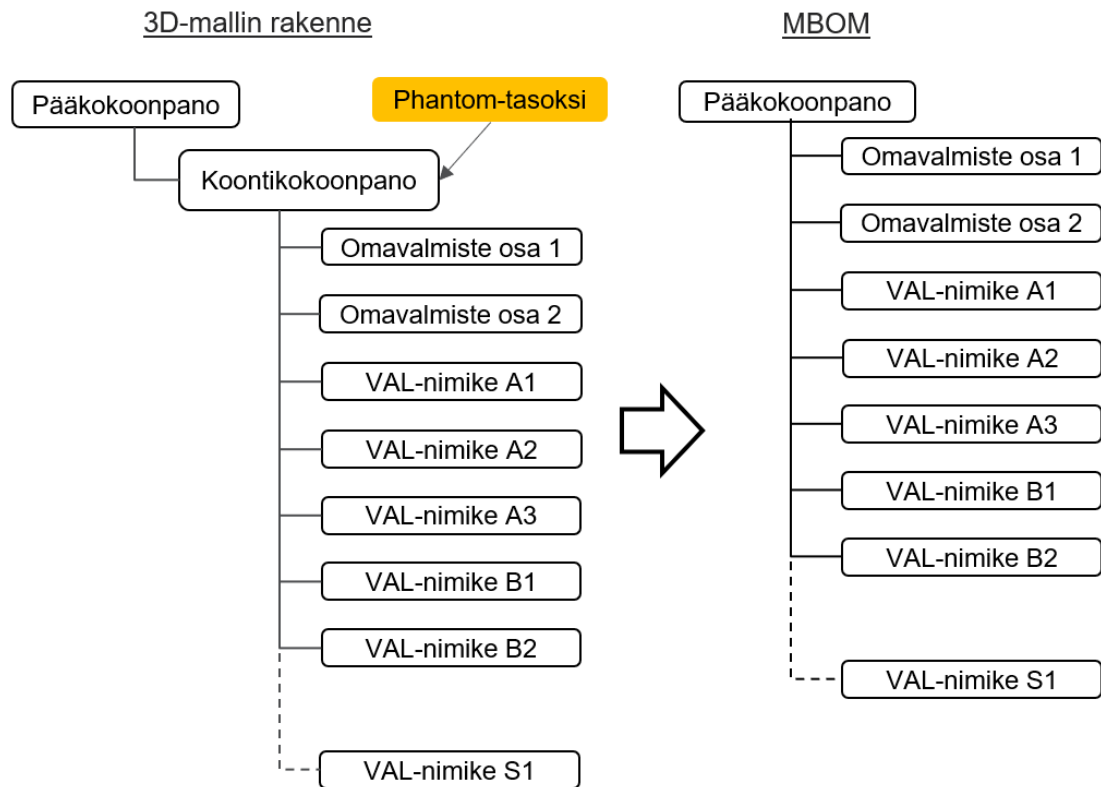 3D-mallin rakenne
Pääkokoonpano
Phantom-tasoksi
Koontikokoonpano
Omavalmiste osa 1
Omavalmiste osa 2
VAL-nimike A1
VAL-nimike A2
VAL-nimike A3
VAL-nimike B1
VAL-nimike B2
VAL-nimike S1
MBOM
Pääkokoonpano
Omavalmiste osa 1
Omavalmiste osa 2
VAL-nimike A1
VAL-nimike A2
VAL-nimike A3
VAL-nimike B1
VAL-nimike B2
VAL-nimike S1